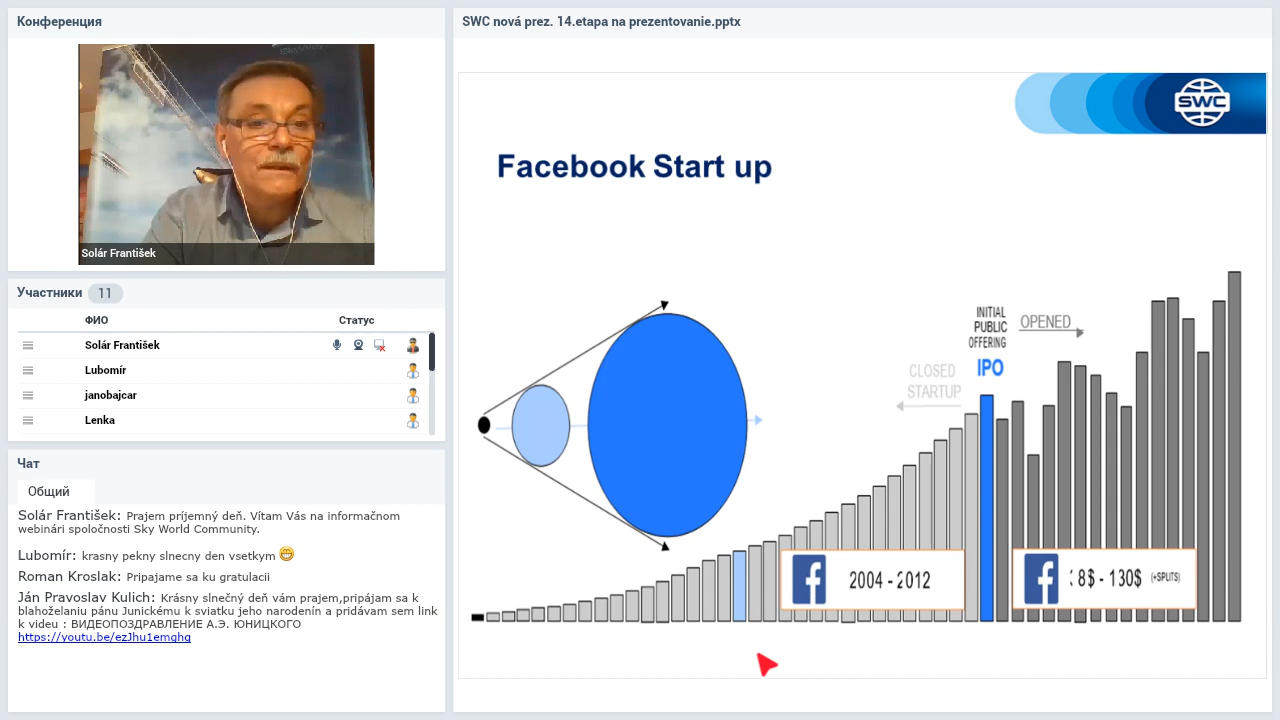 Конференция
Solár František
Участники 11
ФИО Статус
Solár František
Lubomír
janobajcar
Lenka
Чат
Общий
Solár František: Prajem príjemný deň. Vítam Vás na informačnom
webinári spoločnosti Sky World Community.
Lubomír: krasny pekny slnecny den vsetkym
Roman Kroslak: Pripajame sa ku gratulacii
Ján Pravoslav Kulich: Krásny slnečný deň vám prajem,pripájam sa k
blahoželaniu pánu Junickému k sviatku jeho narodenín a pridávam sem link
k videu : ВИДЕОПОЗДРАВЛЕНИЕ А.Э. ЮНИЦКОГО
https://youtu.be/ezJhu1emghg
SWC nová prez. 14.etapa na prezentovanie.pptx
SWC
Facebook Start up
INITIAL
PUBLIC
OFFERING
IPO
OPENED
CLOSED
STARTUP
2004 - 2012
8$ - 130$ (+SPLITS)